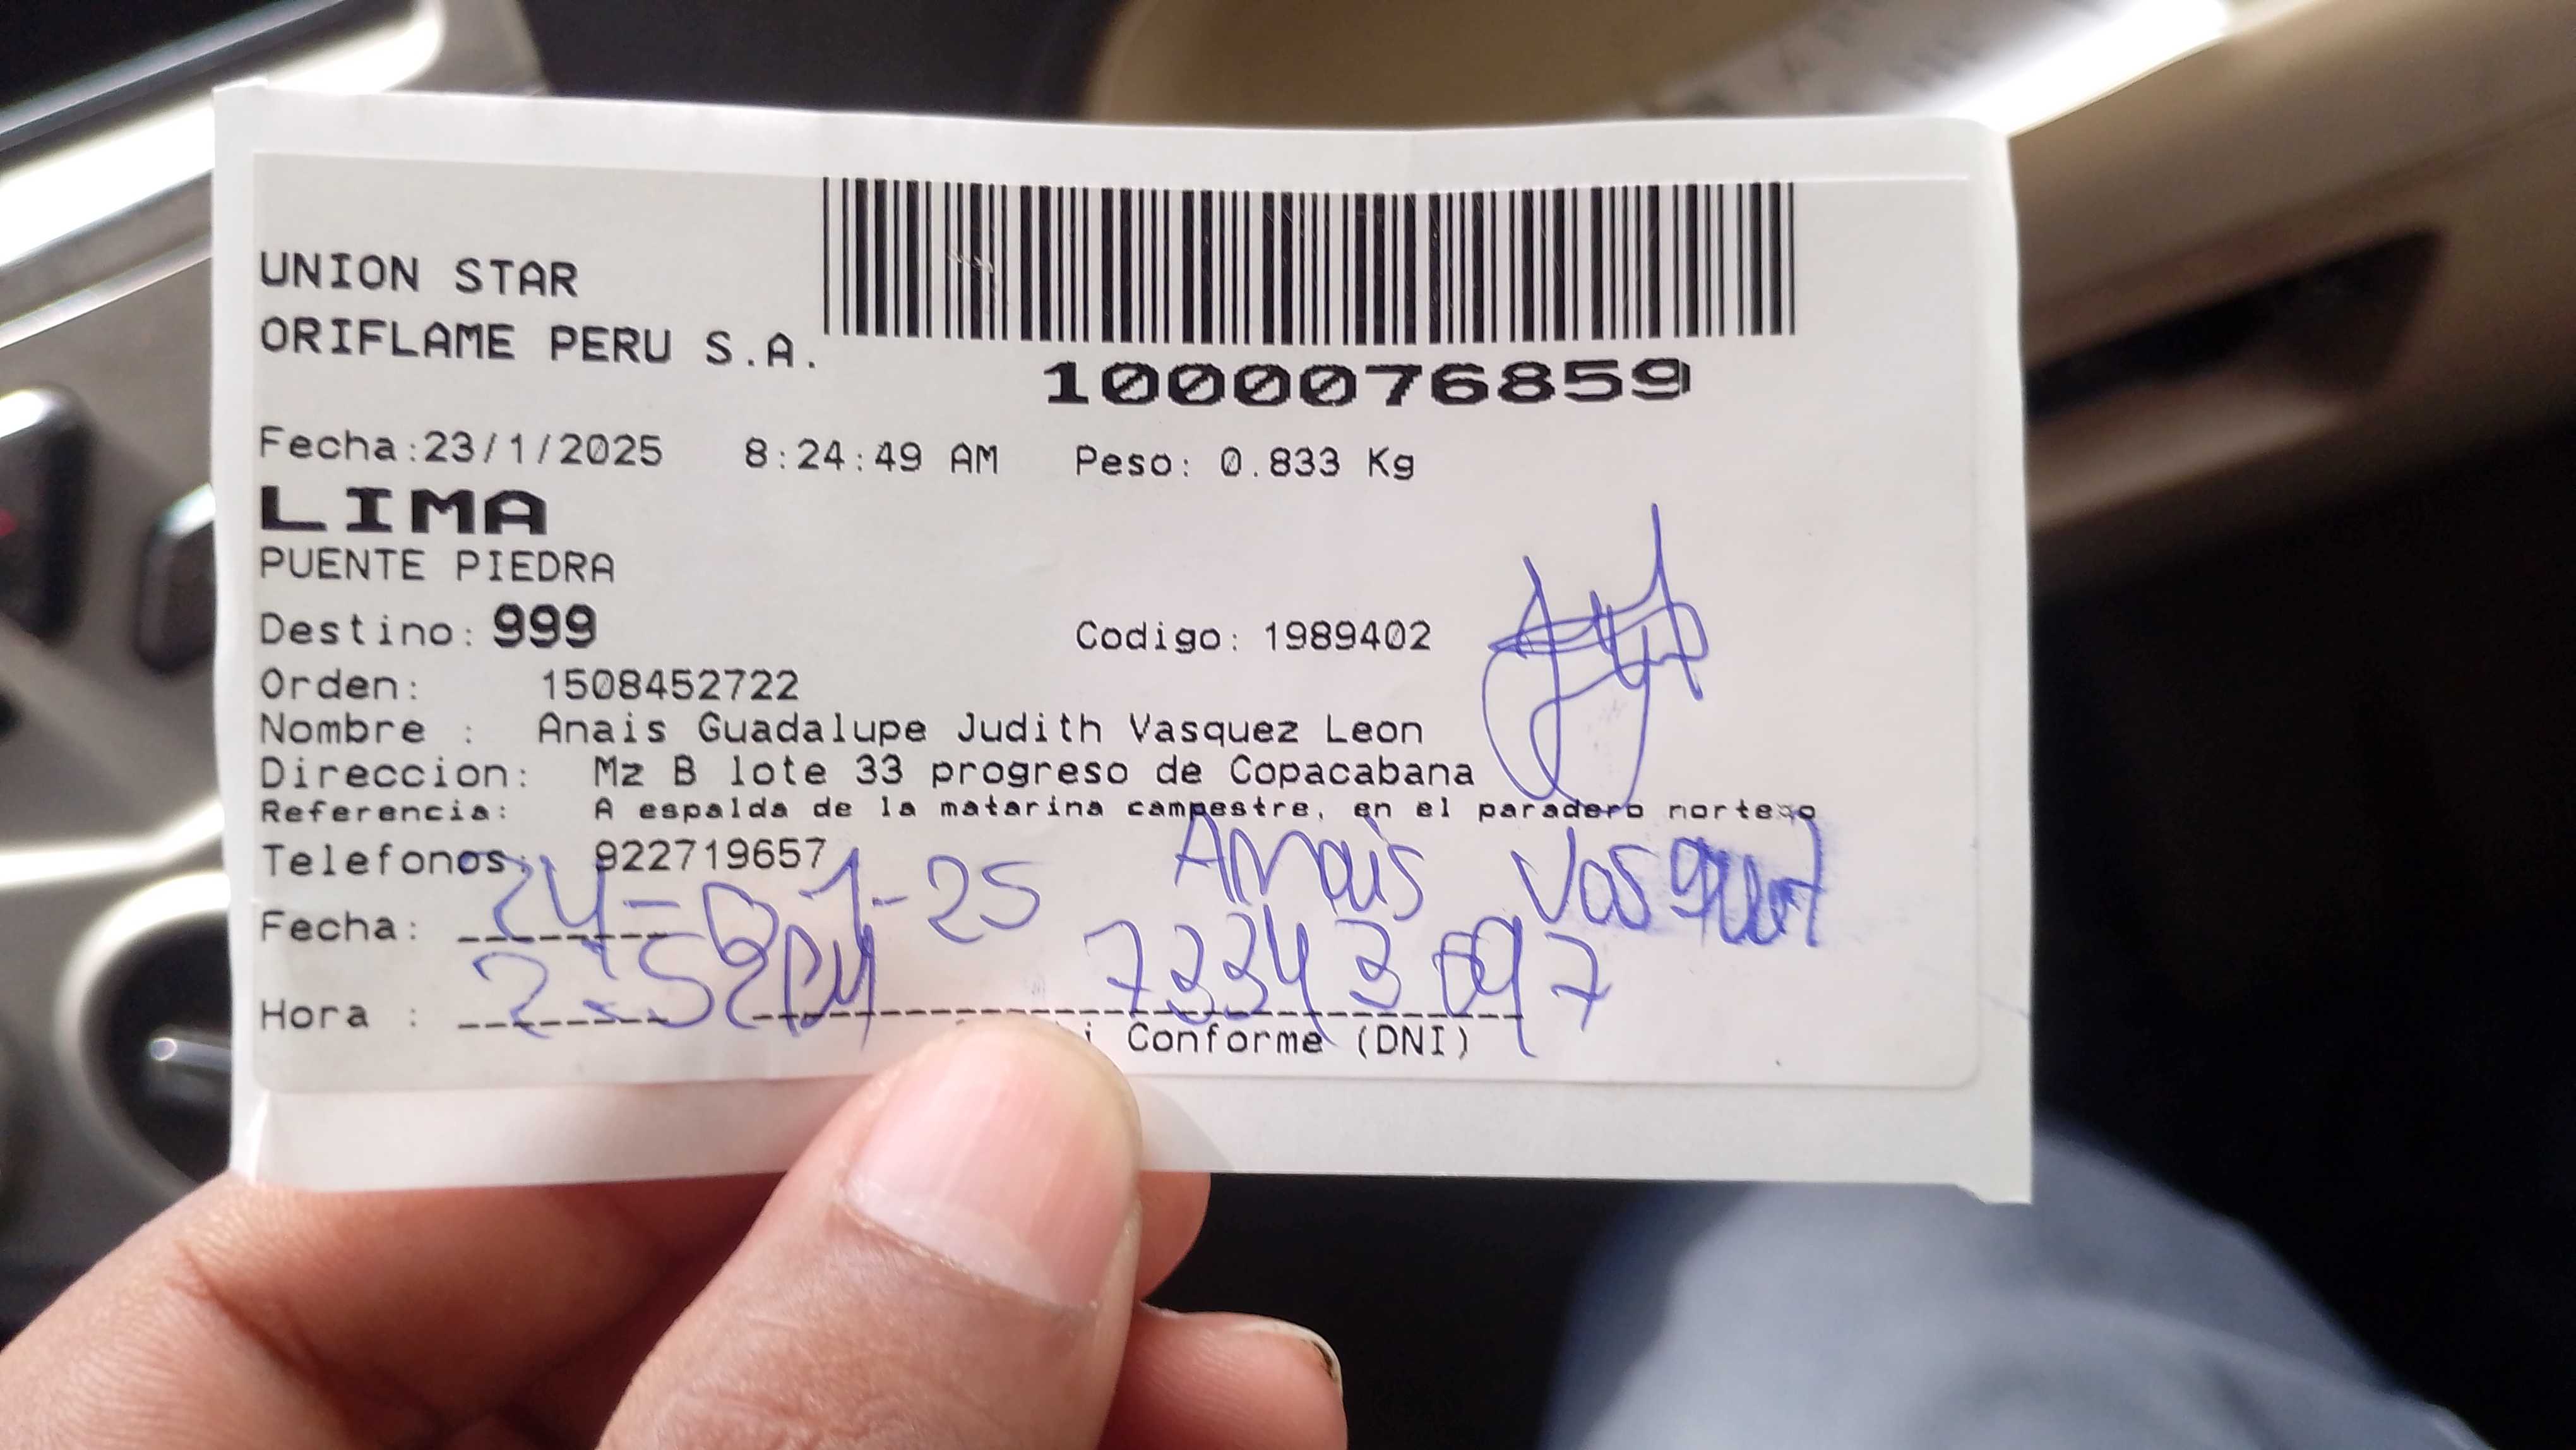 UNION STAR
ORIFLAME PERU S.A.
1000076859
Fecha:23/1/2025 8:24:49 AM Peso: 0.833 Kg
LIMA
PUENTE PIEDRA
Destino: 999 Codigo: 1989402
Orden: 1508452722
Nombre : Anais Guadalupe Judith Vasquez Leon
Direccion: Mz B lote 33 progreso de Copacabana
Referencia: A espalda de la matarina campestre, en el paradero
Telefonos: 922719657
Anais Vasquez
Fecha: 24-01-25
Hora : 2:52PM
Conforme (DNI)